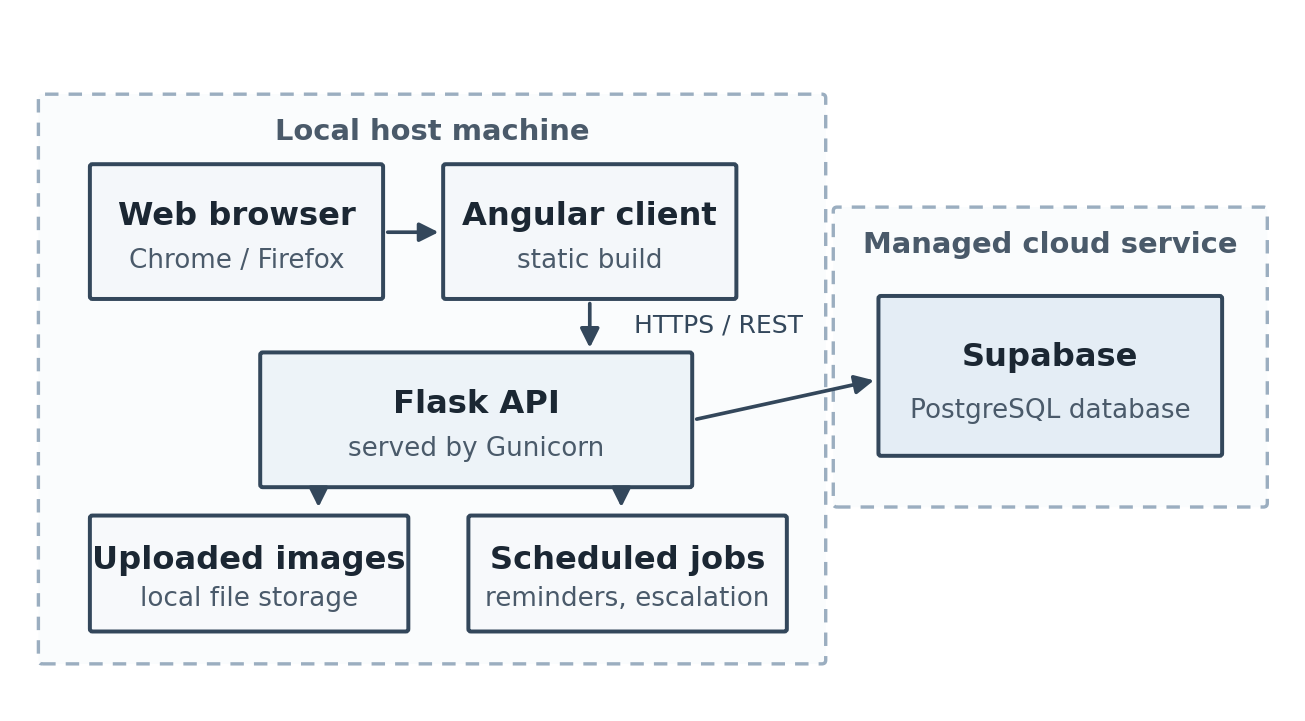 Local host machine
Web browser
Chrome / Firefox
Angular client
static build
HTTPS / REST
Flask API
served by Gunicorn
Uploaded images
local file storage
Scheduled jobs
reminders, escalation
Managed cloud service
Supabase
PostgreSQL database